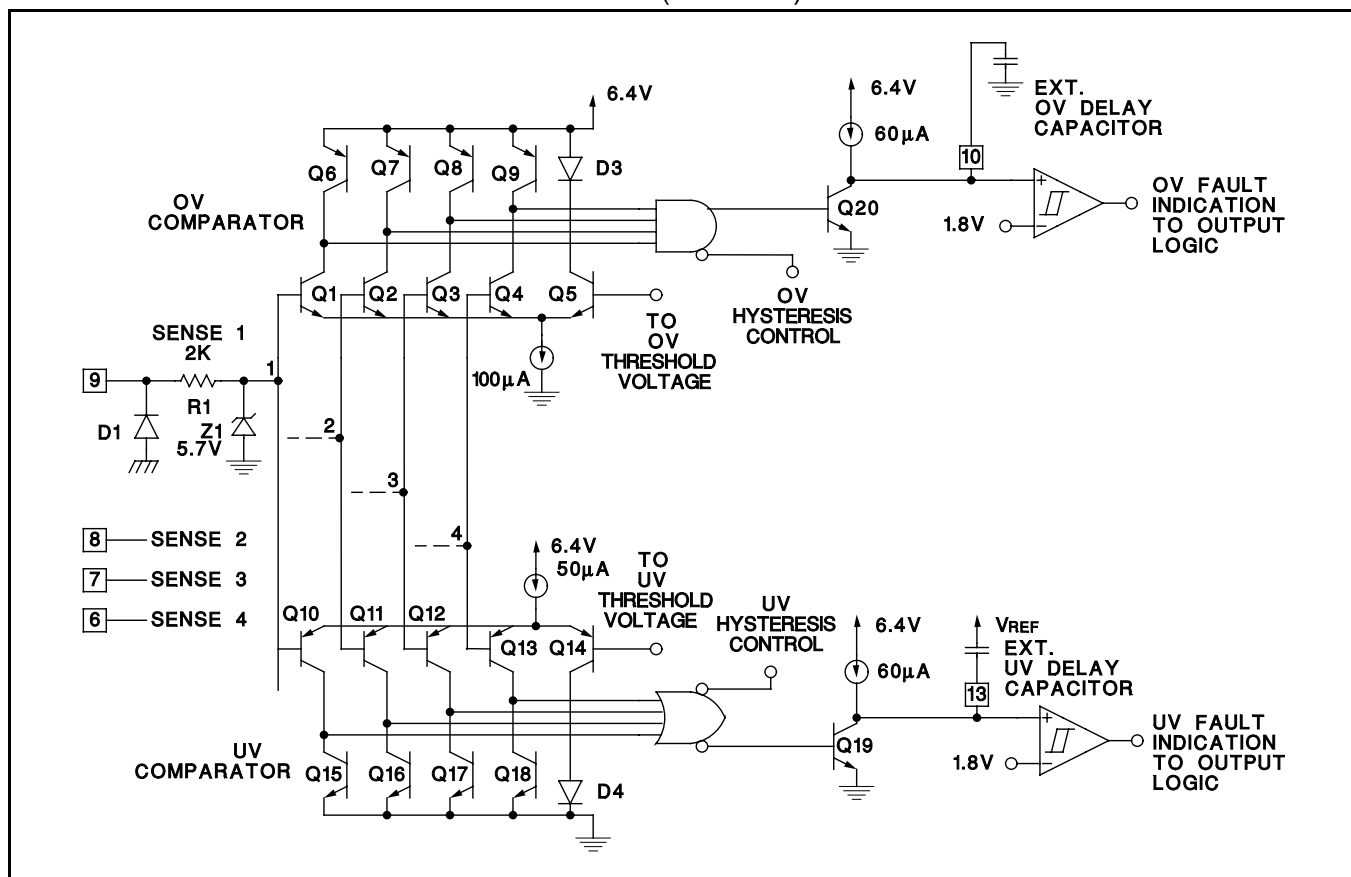 6.4V
6.4V
60µA
EXT.
OV DELAY
CAPACITOR
10
Q6
Q7
Q8
Q9
D3
OV
COMPARATOR
Q20
+
−
1.8V
OV FAULT
INDICATION
TO OUTPUT
LOGIC
Q1
Q2
Q3
Q4
Q5
OV
HYSTERESIS
CONTROL
TO
OV
THRESHOLD
VOLTAGE
100µA
SENSE 1
2K
9
1
R1
D1
Z1
5.7V
2
3
4
8 SENSE 2
7 SENSE 3
6 SENSE 4
6.4V
50µA
TO
UV
THRESHOLD
VOLTAGE
UV
HYSTERESIS
CONTROL
Q10
Q11
Q12
Q13
Q14
6.4V
60µA
VREF
EXT.
UV DELAY
CAPACITOR
13
UV
COMPARATOR
Q15
Q16
Q17
Q18
D4
Q19
+
−
1.8V
UV FAULT
INDICATION
TO OUTPUT
LOGIC